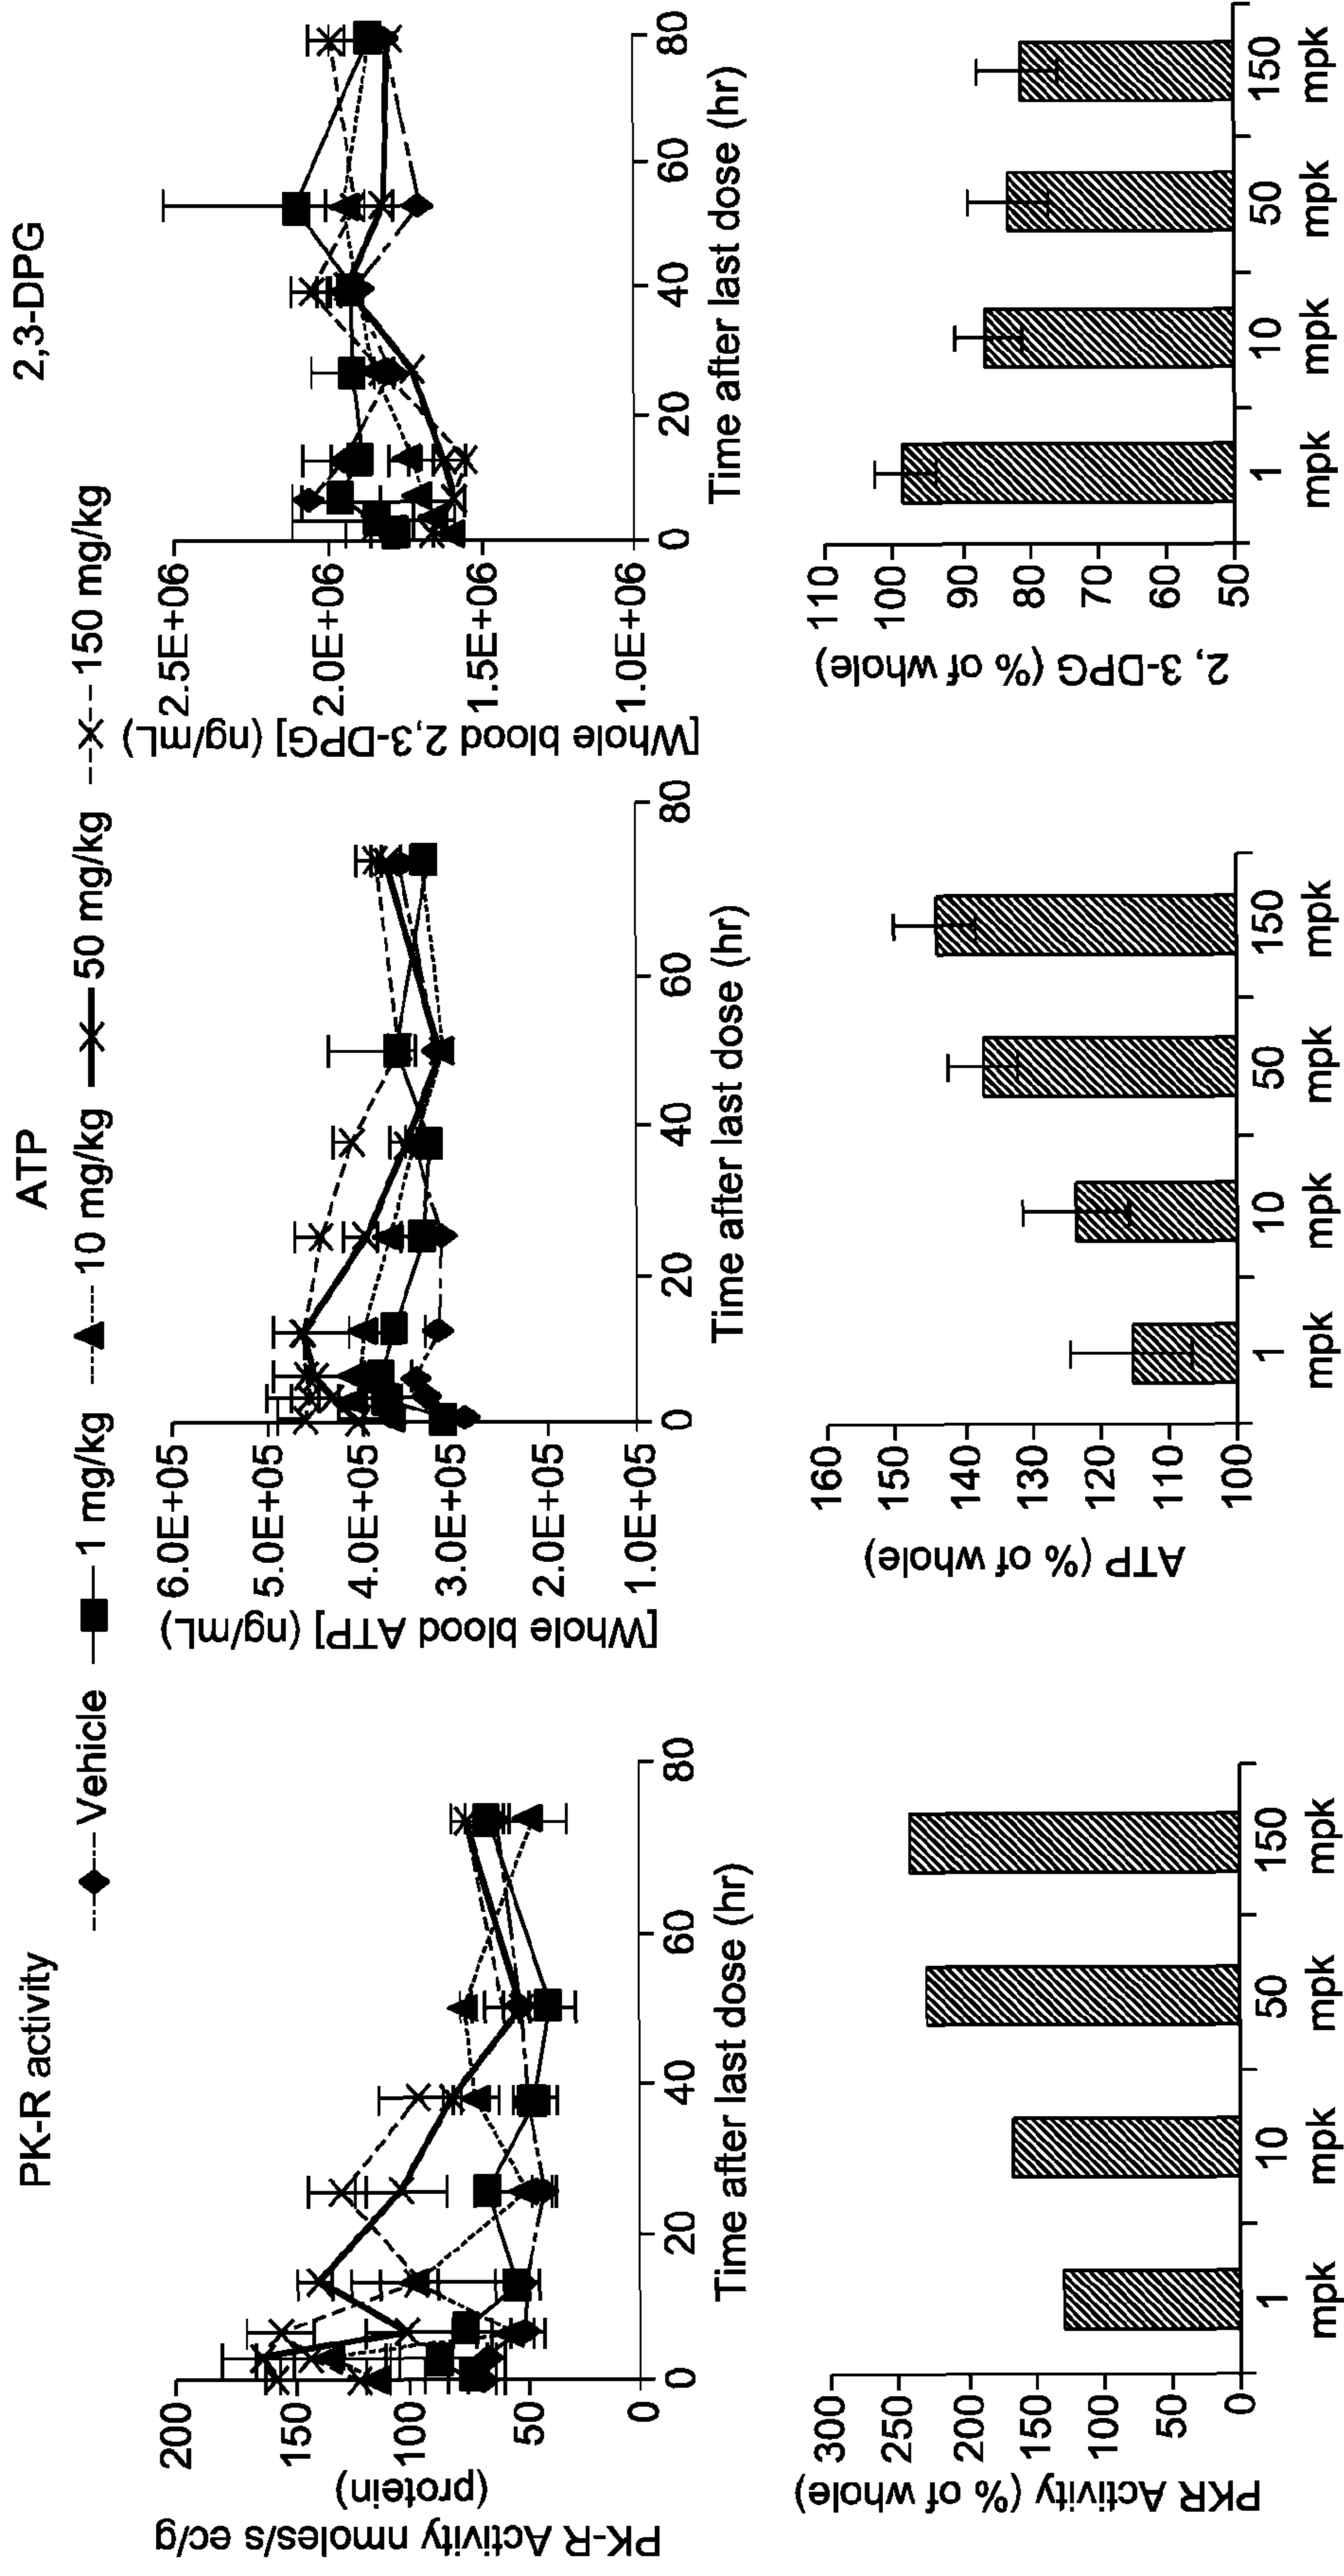 PK-R activity
ATP
2,3-DPG
Vehicle 1 mg/kg 10 mg/kg 50 mg/kg 150 mg/kg
PK-R Activity nmoles/s ec/g
(protein)
200
150
100
50
0
0 20 40 60 80
Time after last dose (hr)
[Whole blood ATP] (ng/mL)
6.0E+05
5.0E+05
4.0E+05
3.0E+05
2.0E+05
1.0E+05
0 20 40 60 80
Time after last dose (hr)
[Whole blood 2,3-DPG] (ng/mL)
2.5E+06
2.0E+06
1.5E+06
1.0E+06
0 20 40 60 80
Time after last dose (hr)
PKR Activity (% of whole)
300
250
200
150
100
50
0
1 10 50 150
mpk mpk mpk mpk
ATP (% of whole)
160
150
140
130
120
110
100
1 10 50 150
mpk mpk mpk mpk
2, 3-DPG (% of whole)
110
100
90
80
70
60
50
1 10 50 150
mpk mpk mpk mpk